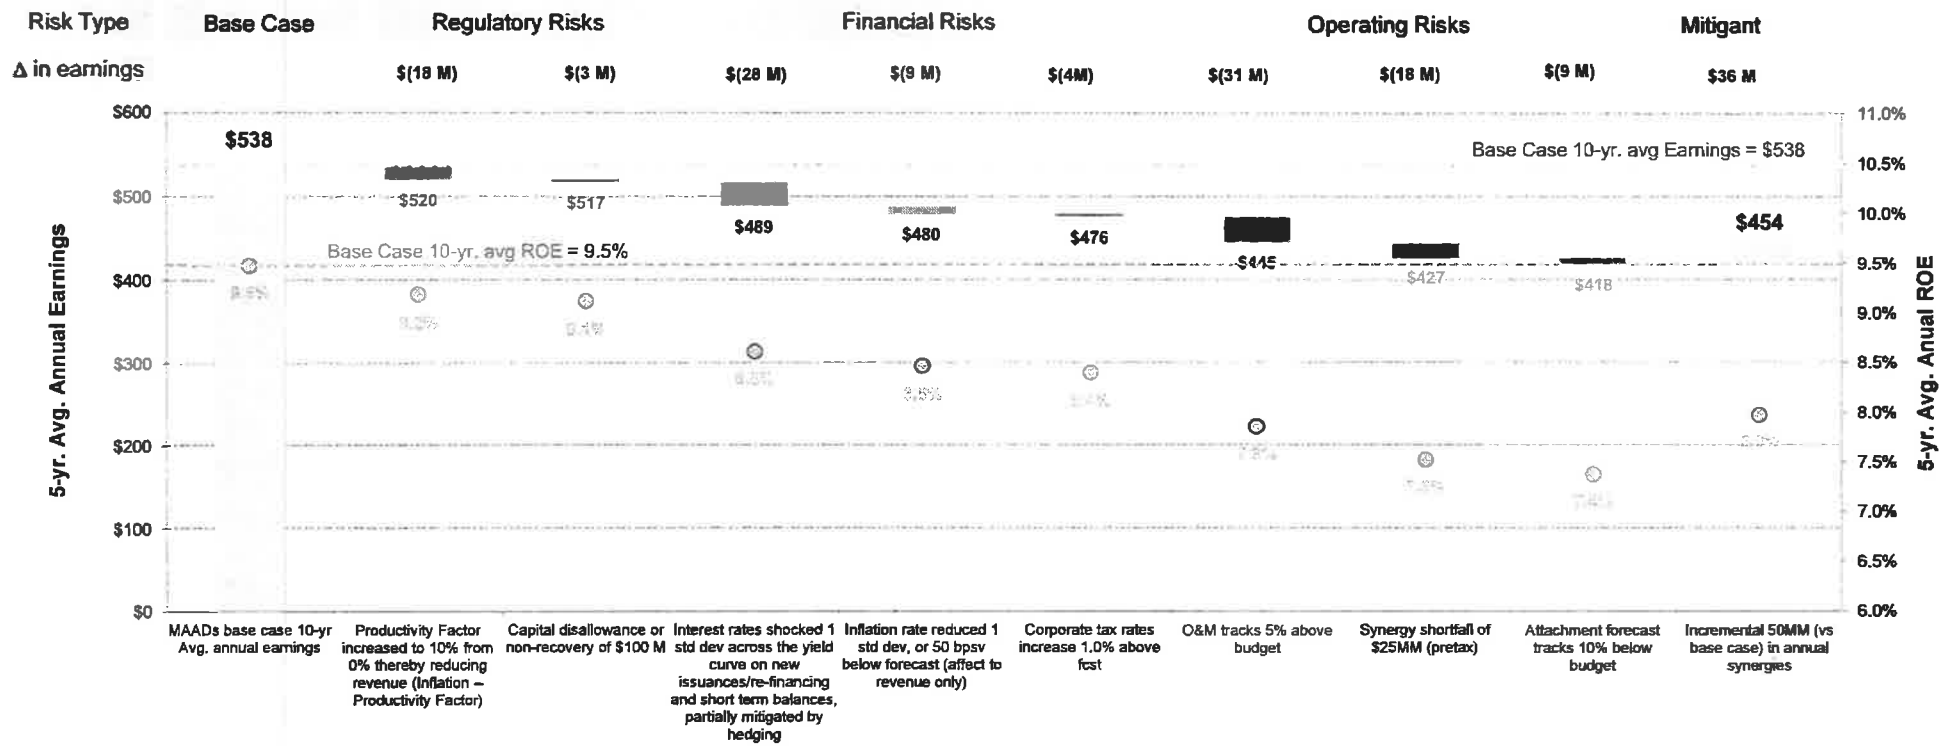 Risk Type Base Case Regulatory Risks Financial Risks Operating Risks Mitigant
Δ in earnings $(18 M) $(3 M) $(28 M) $(9 M) $(4M) $(31 M) $(18 M) $(9 M) $36 M
$600
$500
$400
$300
$200
$100
$0
5-yr. Avg. Annual Earnings
11.0%
10.5%
10.0%
9.5%
9.0%
8.5%
8.0%
7.5%
7.0%
6.5%
6.0%
5-yr. Avg. Anual ROE
Base Case 10-yr. avg Earnings = $538
Base Case 10-yr. avg ROE = 9.5%
$538
$520
$517
$489
$480
$476
$445
$427
$418
$454
MAADs base case 10-yr
Avg. annual earnings
Productivity Factor
increased to 10% from
0% thereby reducing
revenue (Inflation –
Productivity Factor)
Capital disallowance or
non-recovery of $100 M
Interest rates shocked 1
std dev across the yield
curve on new
issuances/re-financing
and short term balances,
partially mitigated by
hedging
Inflation rate reduced 1
std dev, or 50 bpsv
below forecast (affect to
revenue only)
Corporate tax rates
increase 1.0% above
fcst
O&M tracks 5% above
budget
Synergy shortfall of
$25MM (pretax)
Attachment forecast
tracks 10% below
budget
Incremental 50MM (vs
base case) in annual
synergies